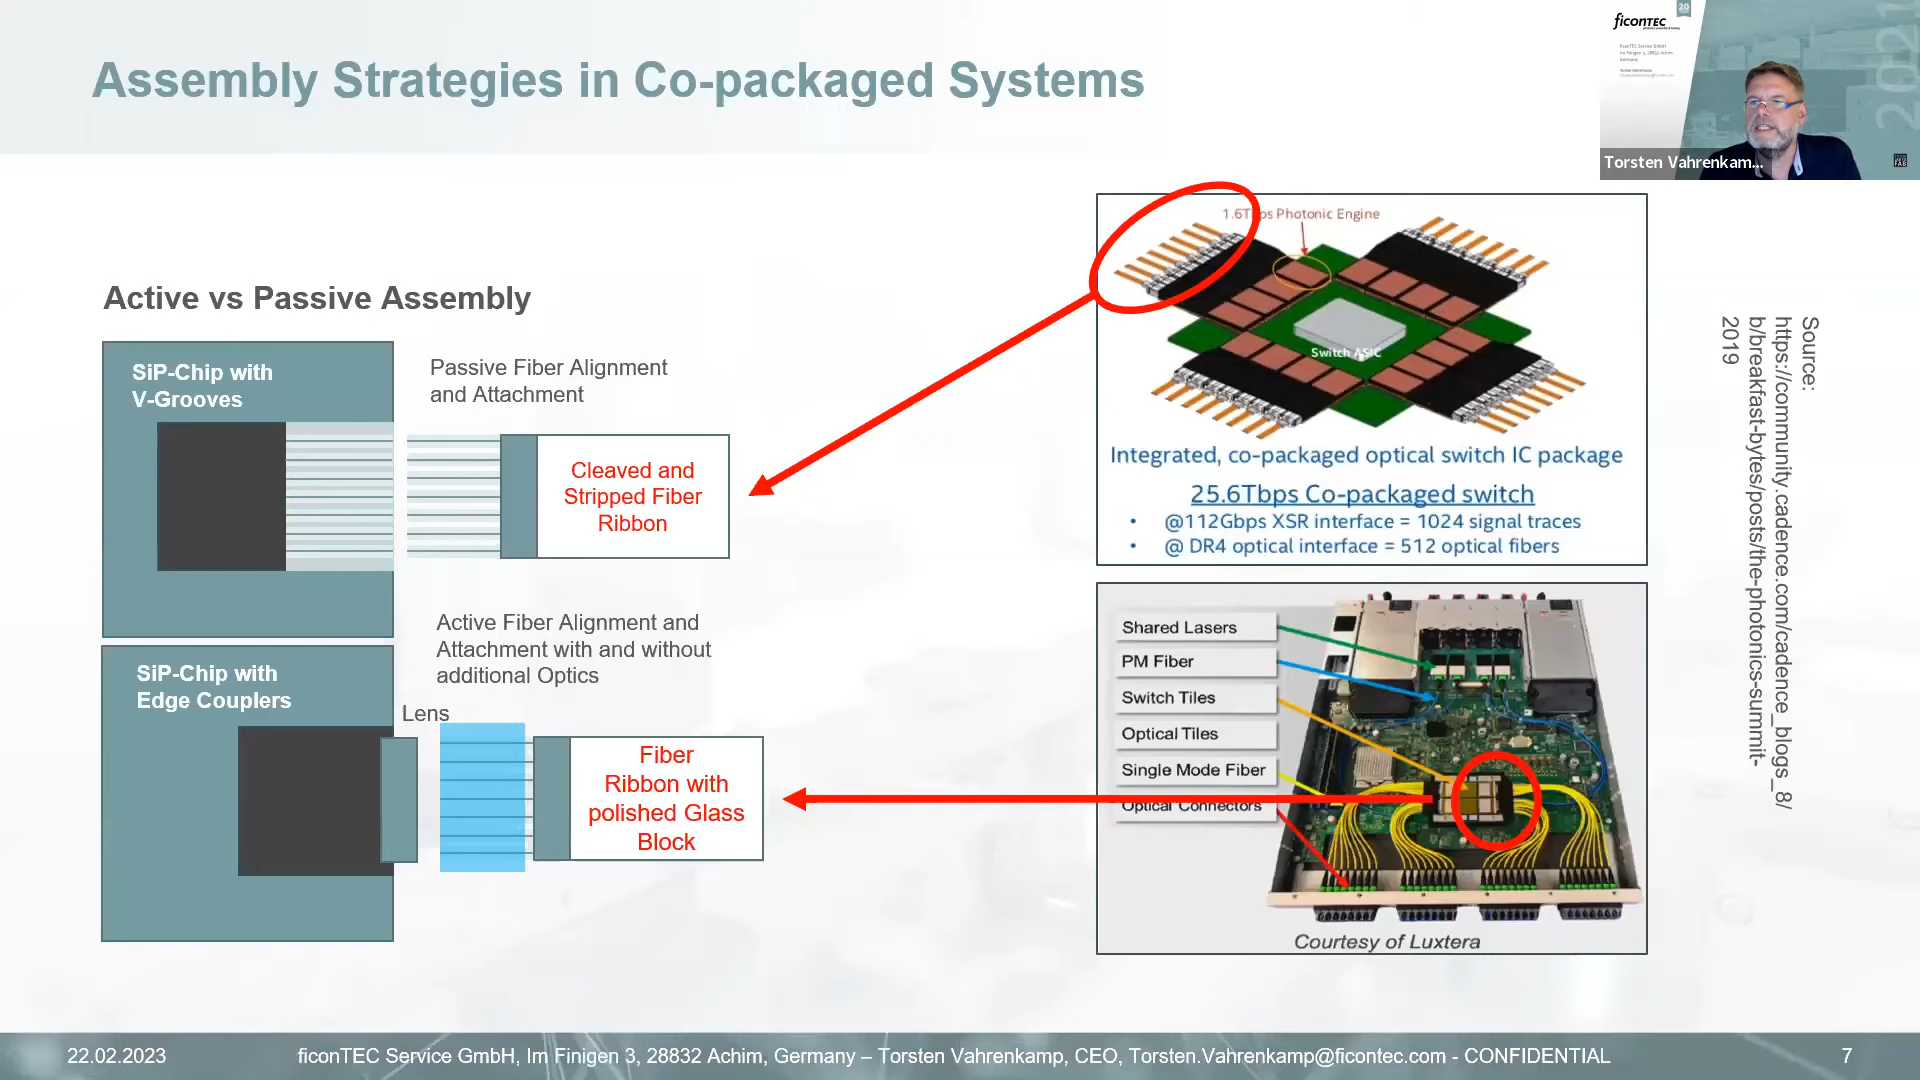 Assembly Strategies in Co-packaged Systems
ficonTEC
20
2021
Torsten Vahrenkam...
Active vs Passive Assembly
SiP-Chip with
V-Grooves
Passive Fiber Alignment
and Attachment
Cleaved and
Stripped Fiber
Ribbon
SiP-Chip with
Edge Couplers
Active Fiber Alignment and
Attachment with and without
additional Optics
Lens
Fiber
Ribbon with
polished Glass
Block
1.6Tbps Photonic Engine
Switch ASIC
Integrated, co-packaged optical switch IC package
25.6Tbps Co-packaged switch
• @112Gbps XSR interface = 1024 signal traces
• @ DR4 optical interface = 512 optical fibers
Shared Lasers
PM Fiber
Switch Tiles
Optical Tiles
Single Mode Fiber
Optical Connectors
Courtesy of Luxtera
Source:
https://community.cadence.com/cadence_blogs_8/
b/breakfast-bytes/posts/the-photonics-summit-
2019
22.02.2023
ficonTEC Service GmbH, Im Finigen 3, 28832 Achim, Germany – Torsten Vahrenkamp, CEO, Torsten.Vahrenkamp@ficontec.com - CONFIDENTIAL
7